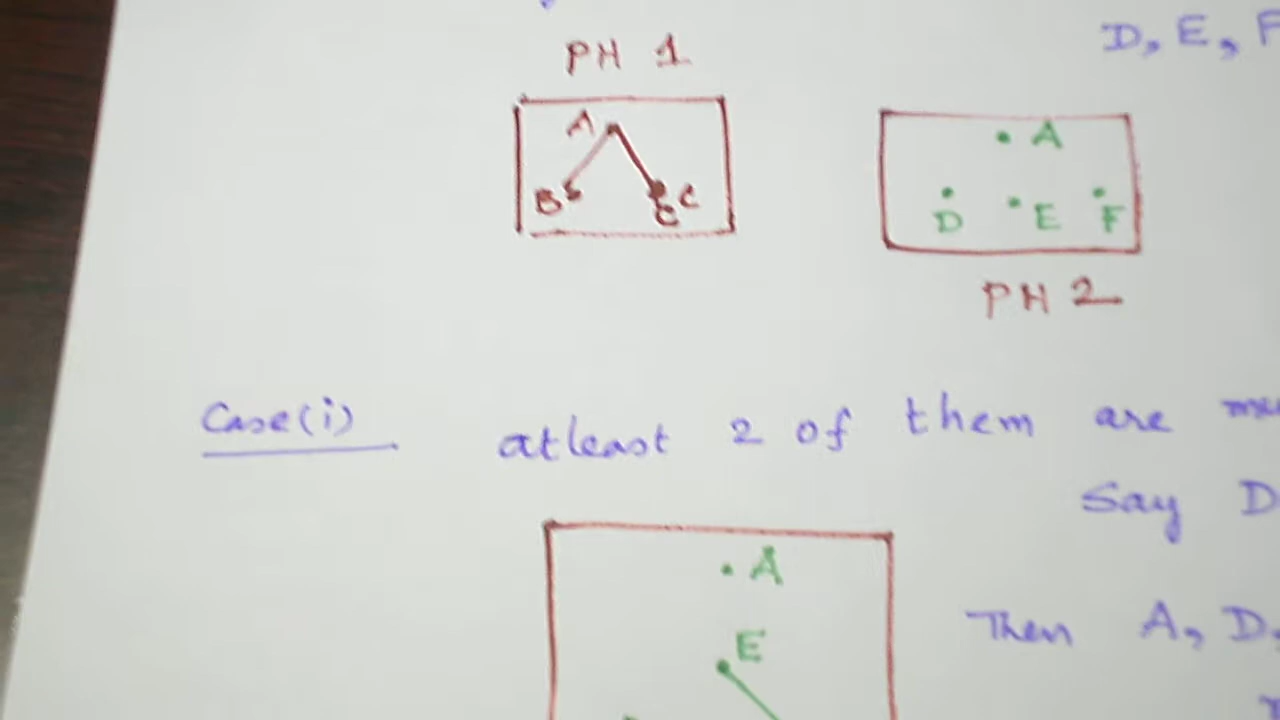 D, E, F
PH 1
A
B C
A
D E F
PH 2
Case(i) atleast 2 of them are
Say D
A
Then A, D,
E